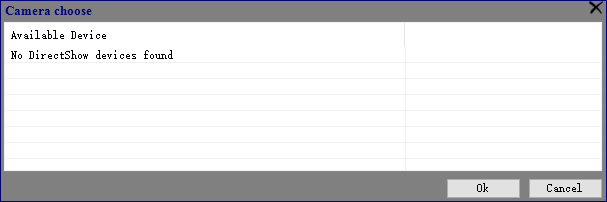 Camera choose
Available Device
No DirectShow devices found
Ok
Cancel